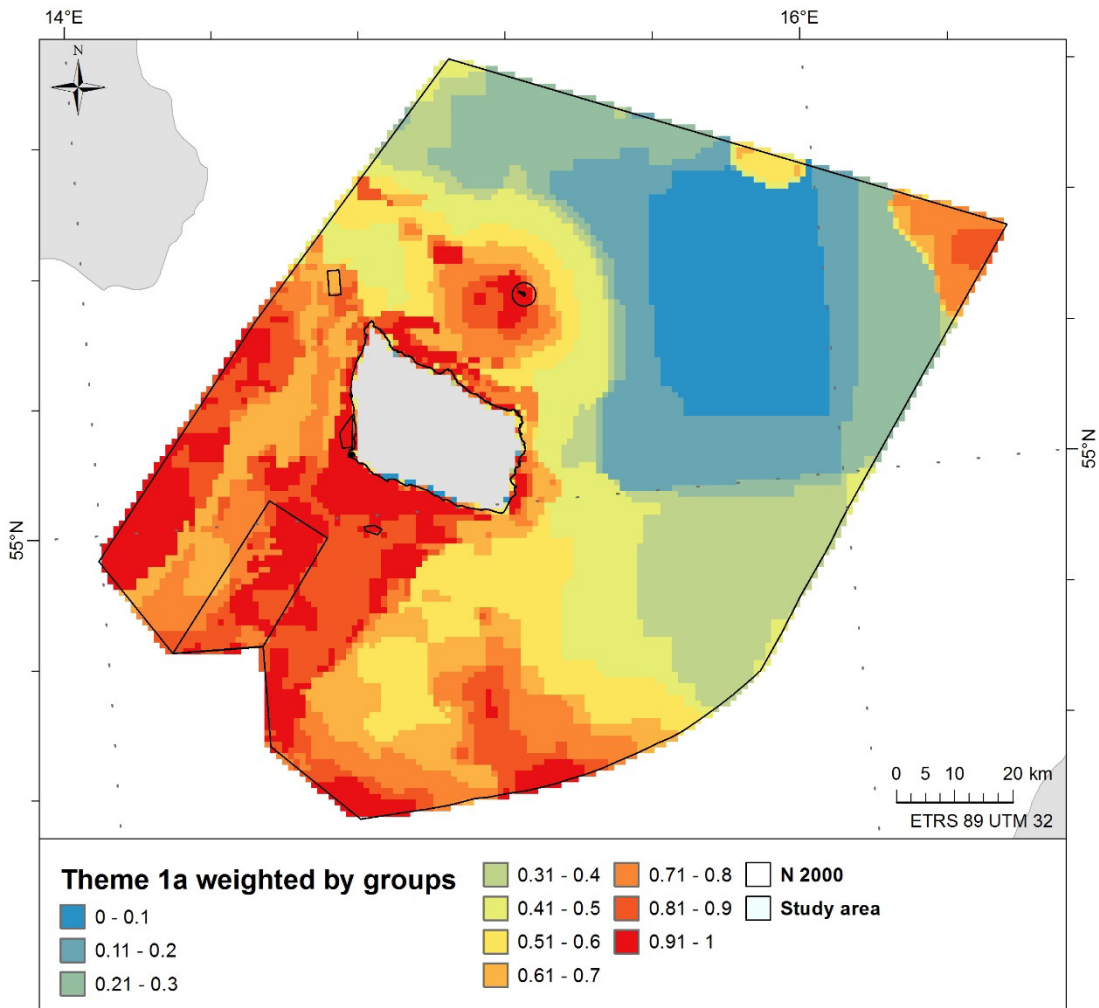 14°E 16°E
N
55°N
55°N
0 5 10 20 km
ETRS 89 UTM 32
Theme 1a weighted by groups
0 - 0.1
0.11 - 0.2
0.21 - 0.3
0.31 - 0.4
0.41 - 0.5
0.51 - 0.6
0.61 - 0.7
0.71 - 0.8
0.81 - 0.9
0.91 - 1
N 2000
Study area